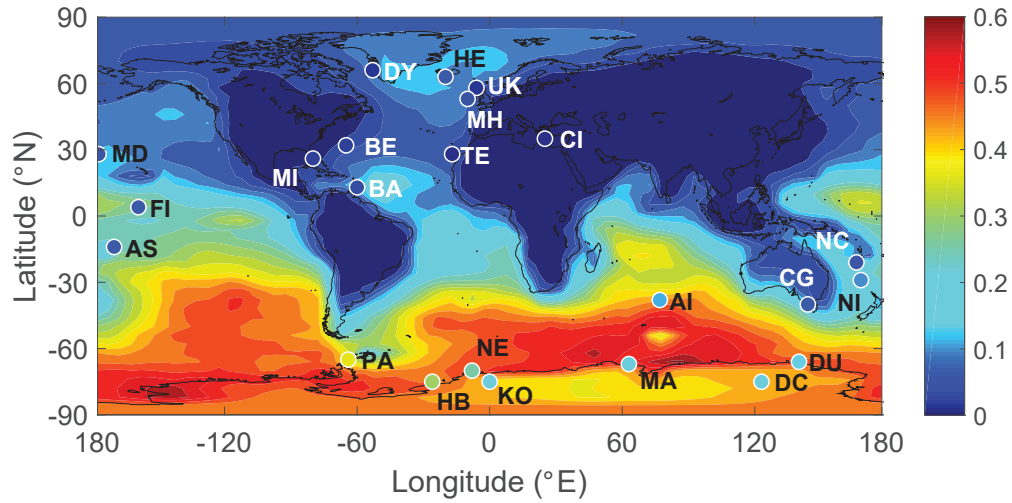 90
60
30
0
-30
-60
-90
Latitude (°N)
180
-120
-60
0
60
120
180
Longitude (°E)
DY
HE
UK
MH
CI
MD
BE
TE
MI
BA
FI
AS
NC
CG
NI
AI
PA
NE
HB
KO
MA
DU
DC
0.6
0.5
0.4
0.3
0.2
0.1
0